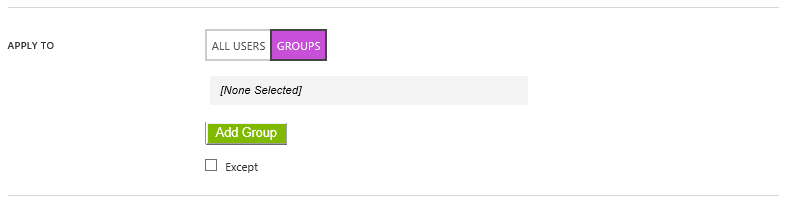 APPLY TO
ALL USERS GROUPS
[None Selected]
Add Group
Except